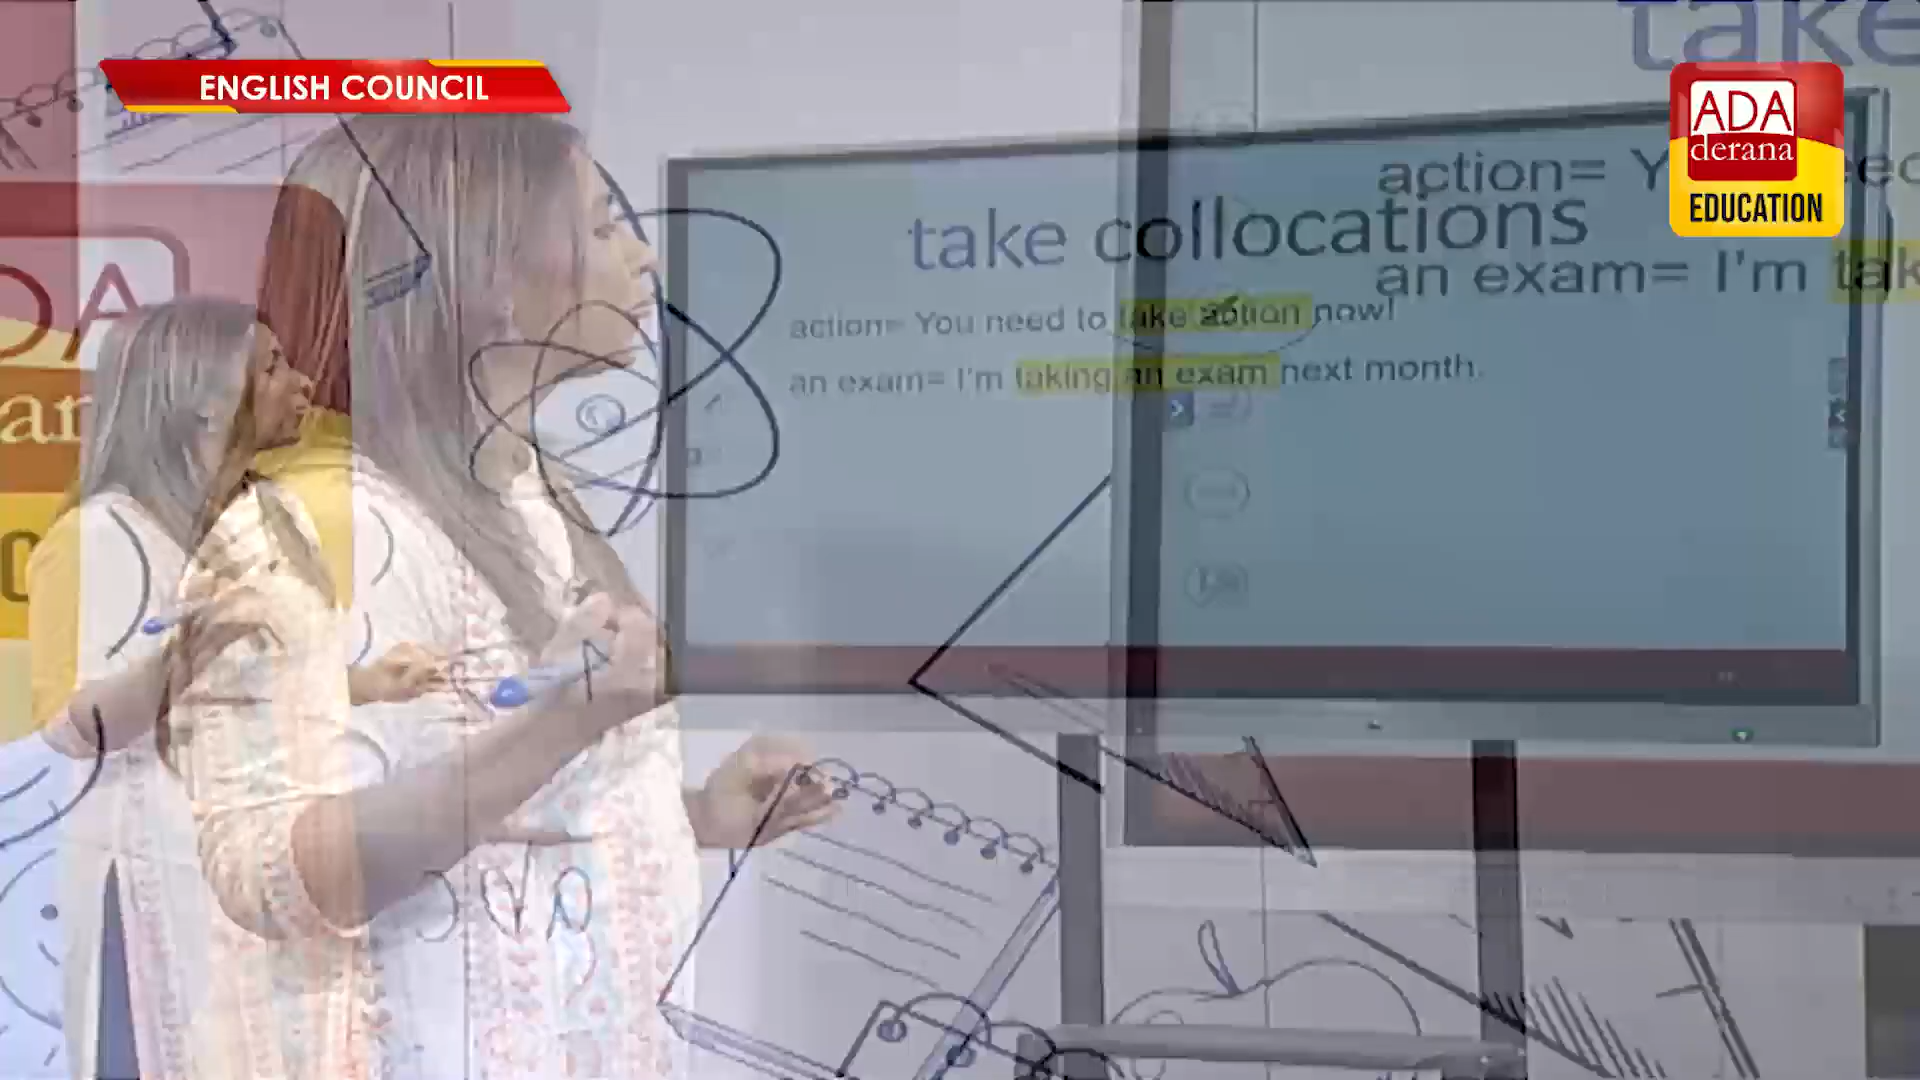 ENGLISH COUNCIL
take
ADA
derana
EDUCATION
action= Y
an exam= I'm tak
take collocations
action= You need to take action now!
an exam= I'm taking an exam next month.